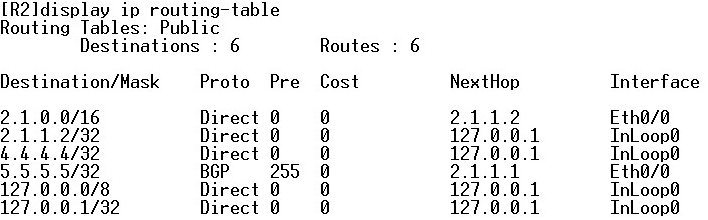 [R2]display ip routing-table
Routing Tables: Public
Destinations : 6 Routes : 6
Destination/Mask Proto Pre Cost NextHop Interface
2.1.0.0/16 Direct 0 0 2.1.1.2 Eth0/0
2.1.1.2/32 Direct 0 0 127.0.0.1 InLoop0
4.4.4.4/32 Direct 0 0 127.0.0.1 InLoop0
5.5.5.5/32 BGP 255 0 2.1.1.1 Eth0/0
127.0.0.0/8 Direct 0 0 127.0.0.1 InLoop0
127.0.0.1/32 Direct 0 0 127.0.0.1 InLoop0